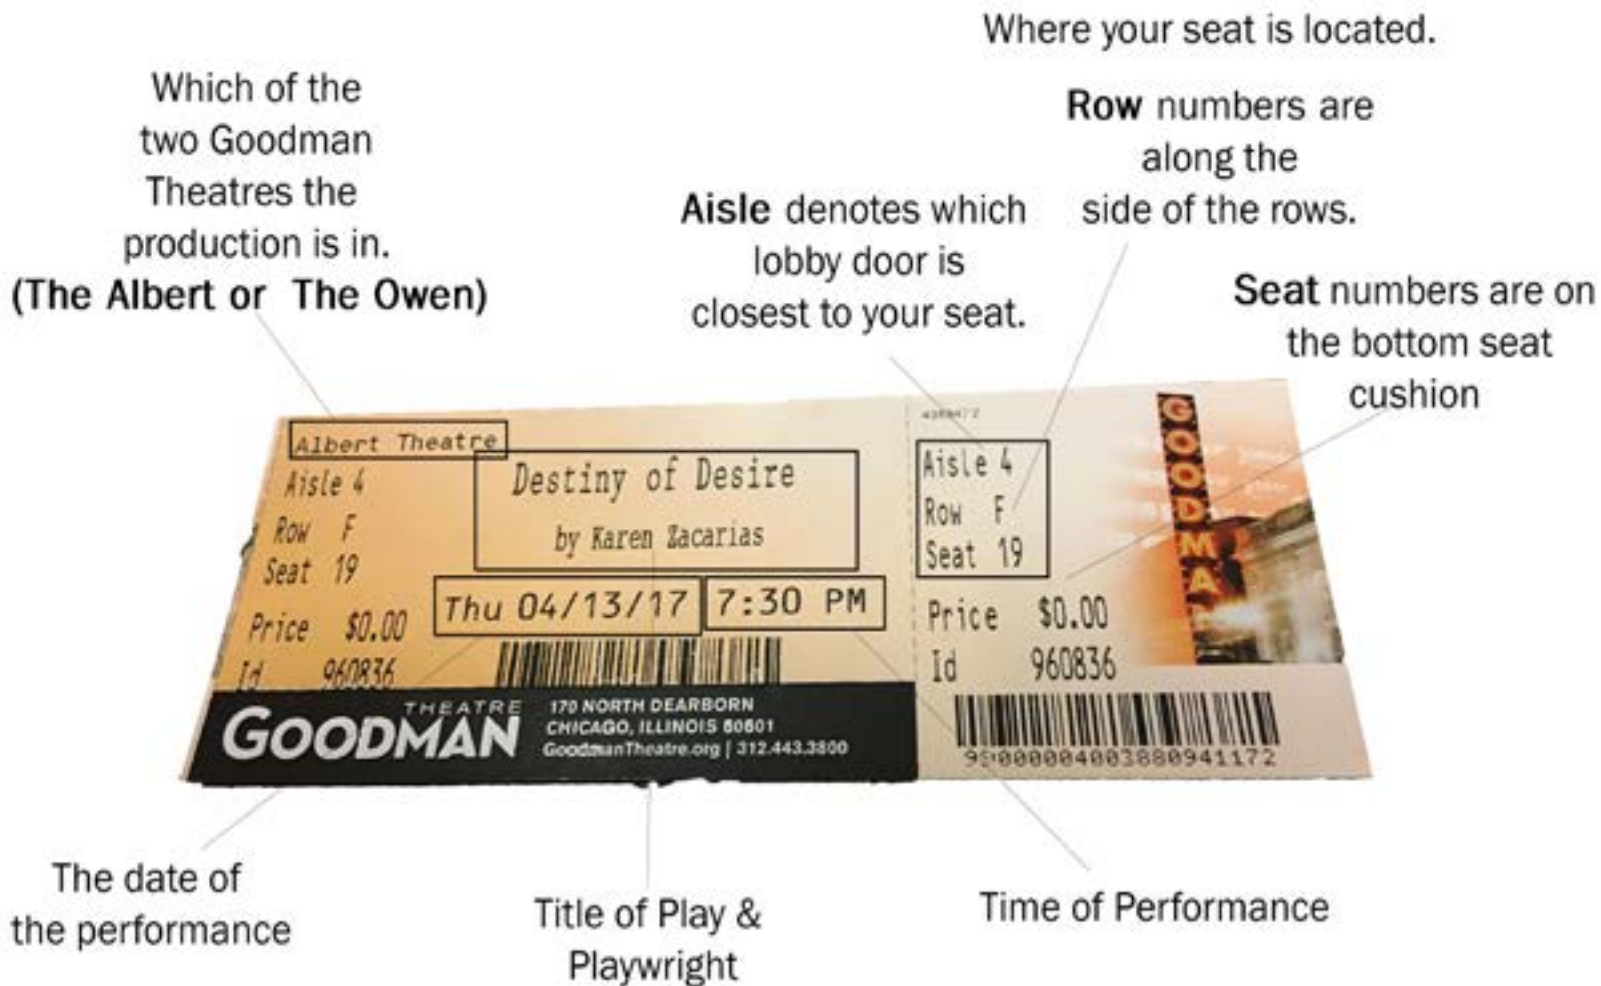 Where your seat is located.
Which of the
two Goodman
Theatres the
production is in.
(The Albert or The Owen)
Aisle denotes which
lobby door is
closest to your seat.
Row numbers are
along the
side of the rows.
Seat numbers are on
the bottom seat
cushion
Albert Theatre
Aisle 4
Row F
Seat 19
Price $0.00
Id 960836
Destiny of Desire
by Karen Zacarias
Thu 04/13/17 7:30 PM
THEATRE
GOODMAN
170 NORTH DEARBORN
CHICAGO, ILLINOIS 60601
GoodmanTheatre.org | 312.443.3800
Aisle 4
Row F
Seat 19
Price $0.00
Id 960836
GOODMA
The date of
the performance
Title of Play &
Playwright
Time of Performance